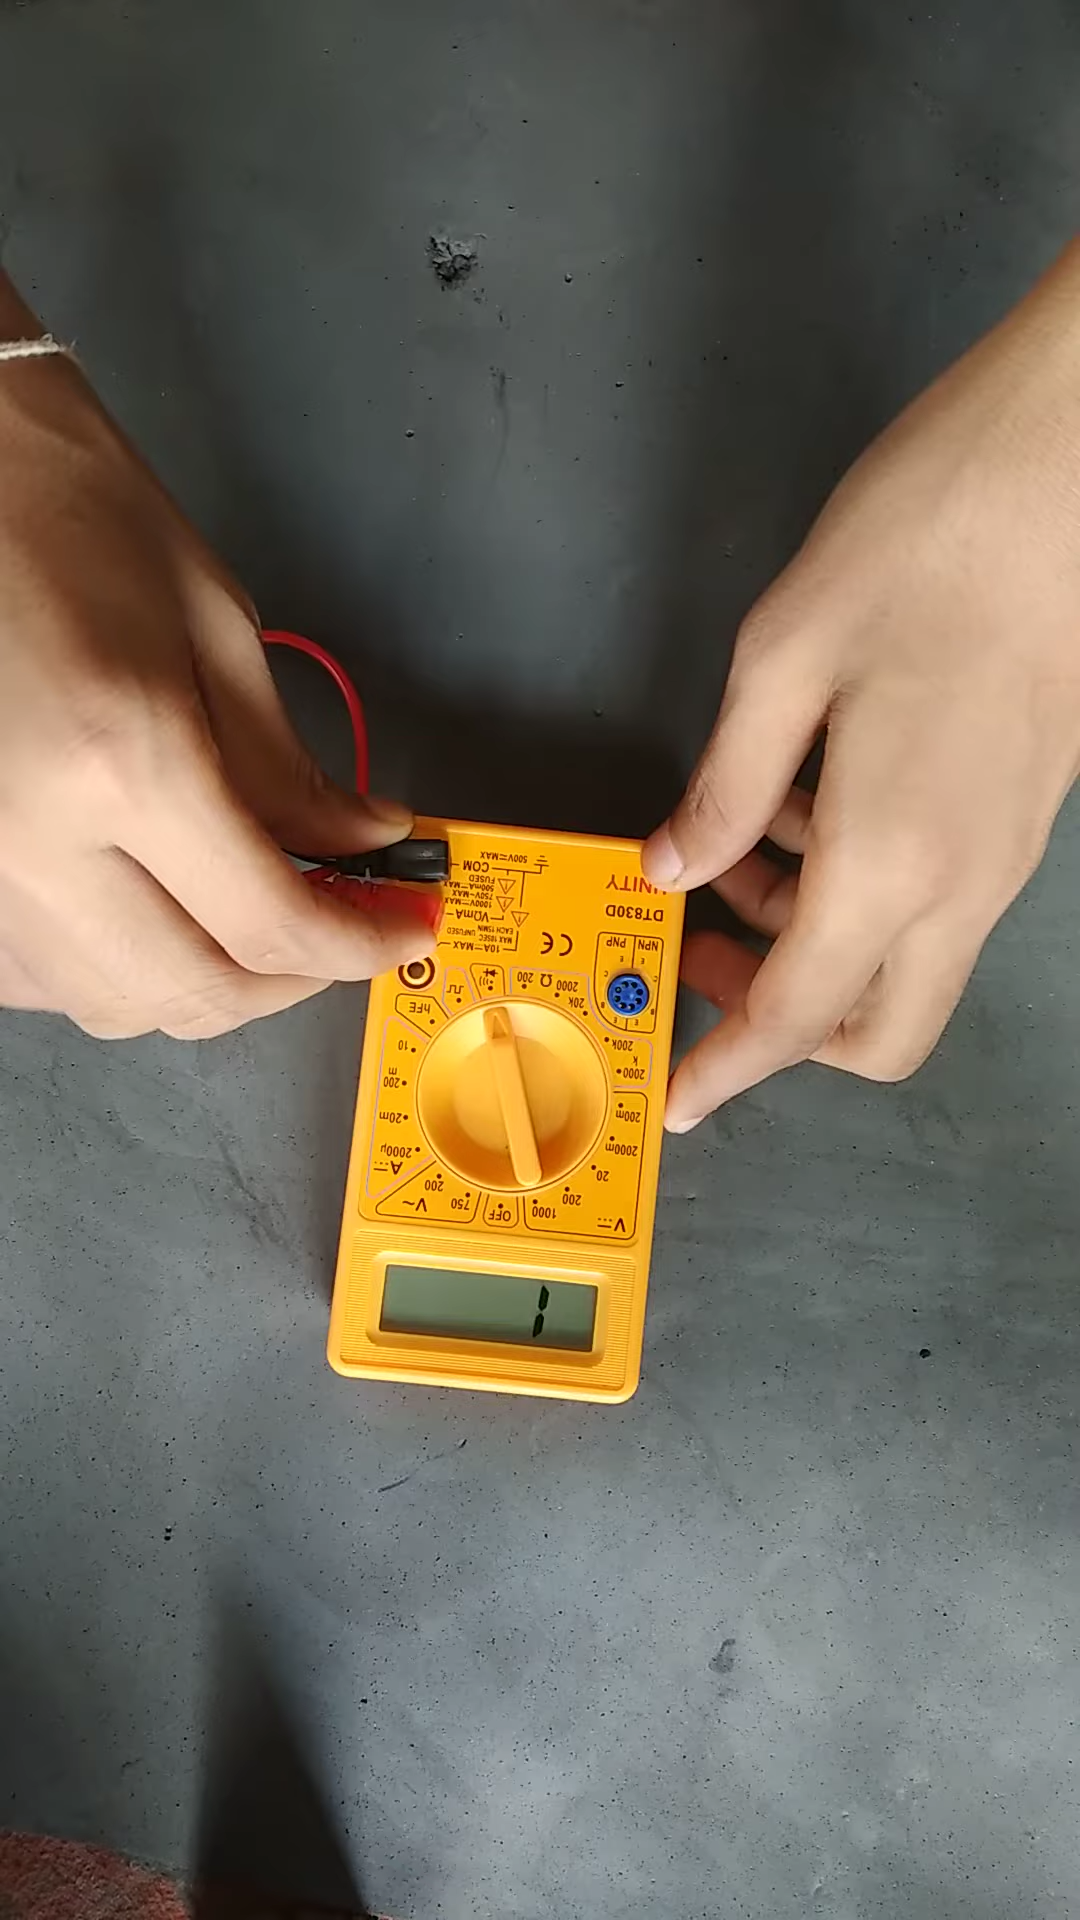 1
OFF
V⎓
1000
200
20
2000m
200m
V~
750
200
A⎓
2000µ
20m
200
m
10
hFE
2000
k
200k
20k
2000
Ω
200
NPN
PNP
E
E
C
C
B
B
E
E
DT830D
UNITY
CE
10A⎓MAX
MAX 10SEC UNFUSED
EACH 15MIN
VΩmA
1000V⎓MAX
750V~MAX
500mA⎓MAX
FUSED
COM
500V⎓MAX